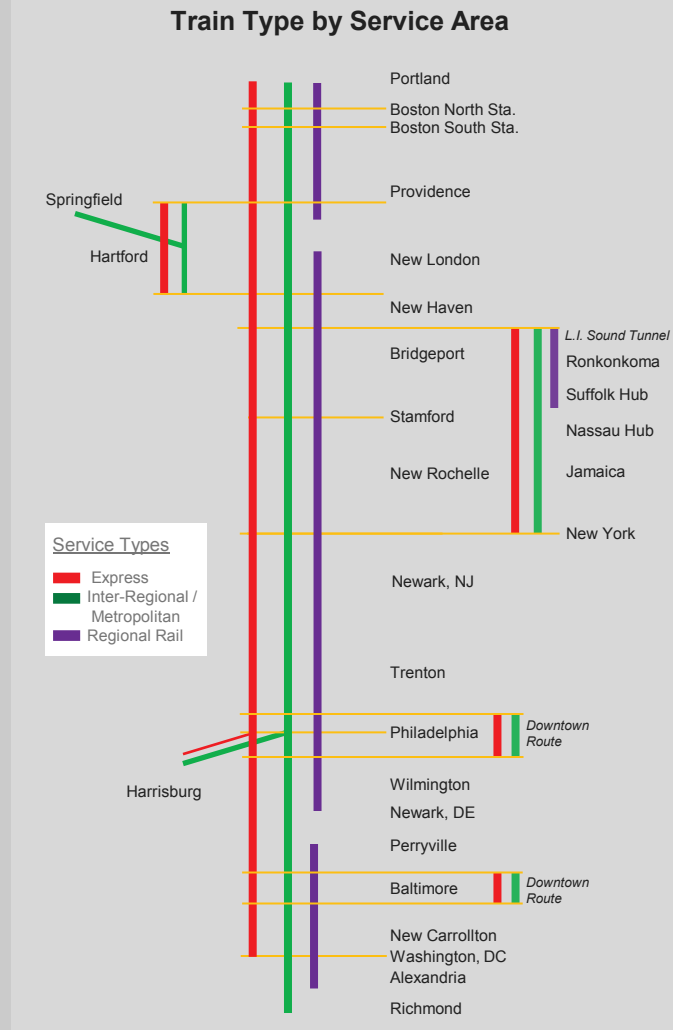 Train Type by Service Area
Portland
Boston North Sta.
Boston South Sta.
Providence
Springfield
Hartford
New London
New Haven
L.I. Sound Tunnel
Bridgeport
Ronkonkoma
Suffolk Hub
Stamford
Nassau Hub
New Rochelle
Jamaica
New York
Service Types
Express
Inter-Regional /
Metropolitan
Regional Rail
Newark, NJ
Trenton
Philadelphia
Downtown
Route
Harrisburg
Wilmington
Newark, DE
Perryville
Baltimore
Downtown
Route
New Carrollton
Washington, DC
Alexandria
Richmond